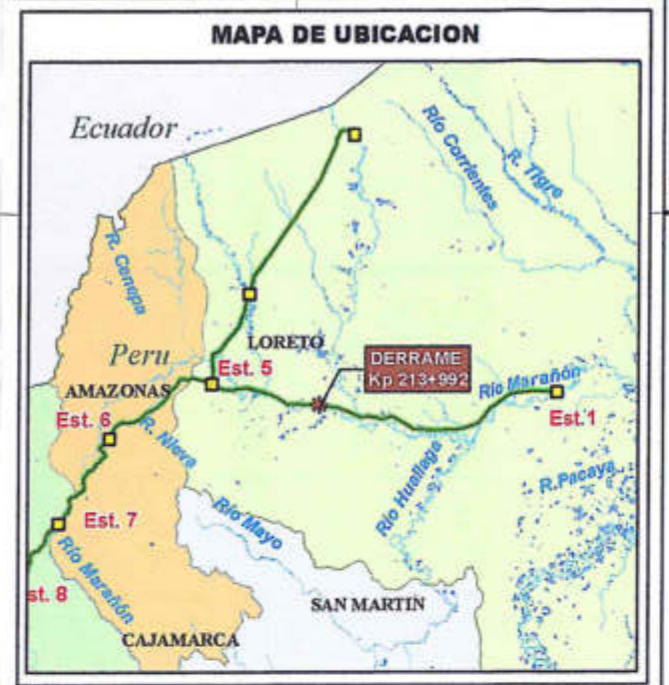 MAPA DE UBICACION
Ecuador
Río Corrientes
R. Tigre
R. Cenepa
LORETO
Peru
DERRAME
Kp 213+992
Est. 5
Río Marañón
AMAZONAS
Est. 6
Est.1
R. Nieva
Río Huallaga
R.Pacaya
Est. 7
Río Mayo
Río Marañón
st. 8
SAN MARTIN
CAJAMARCA